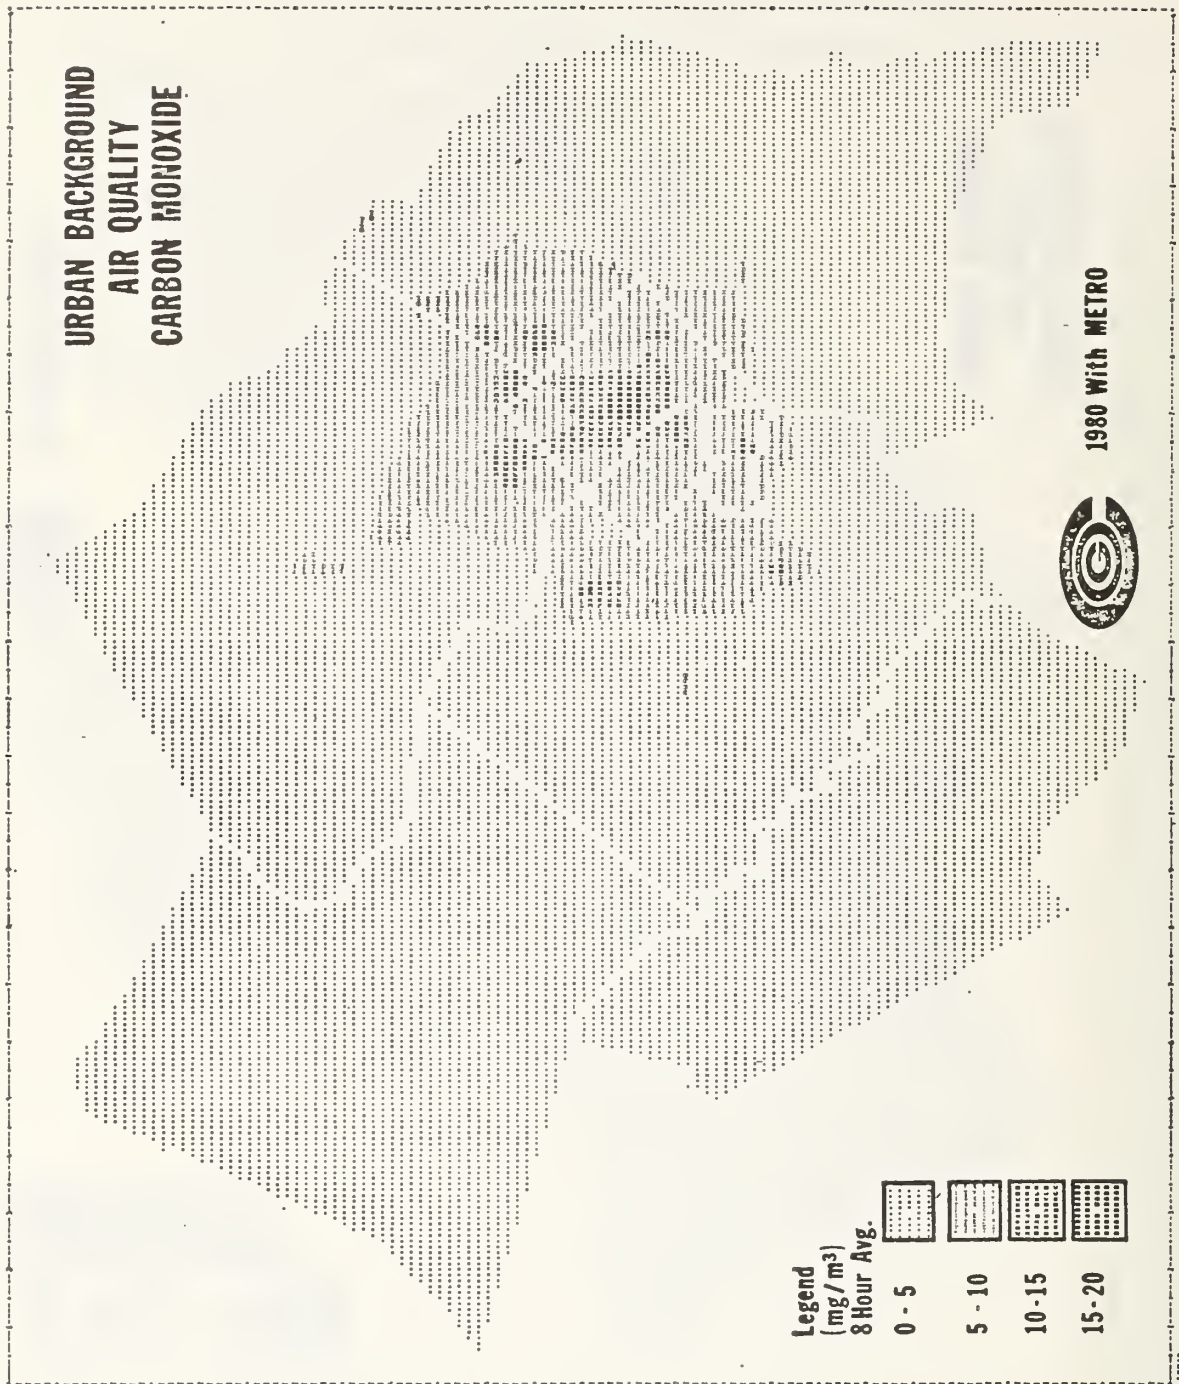 URBAN BACKGROUND
AIR QUALITY
CARBON MONOXIDE
1980 With METRO
Legend
(mg/m³)
8 Hour Avg.
0 - 5
5 - 10
10-15
15-20